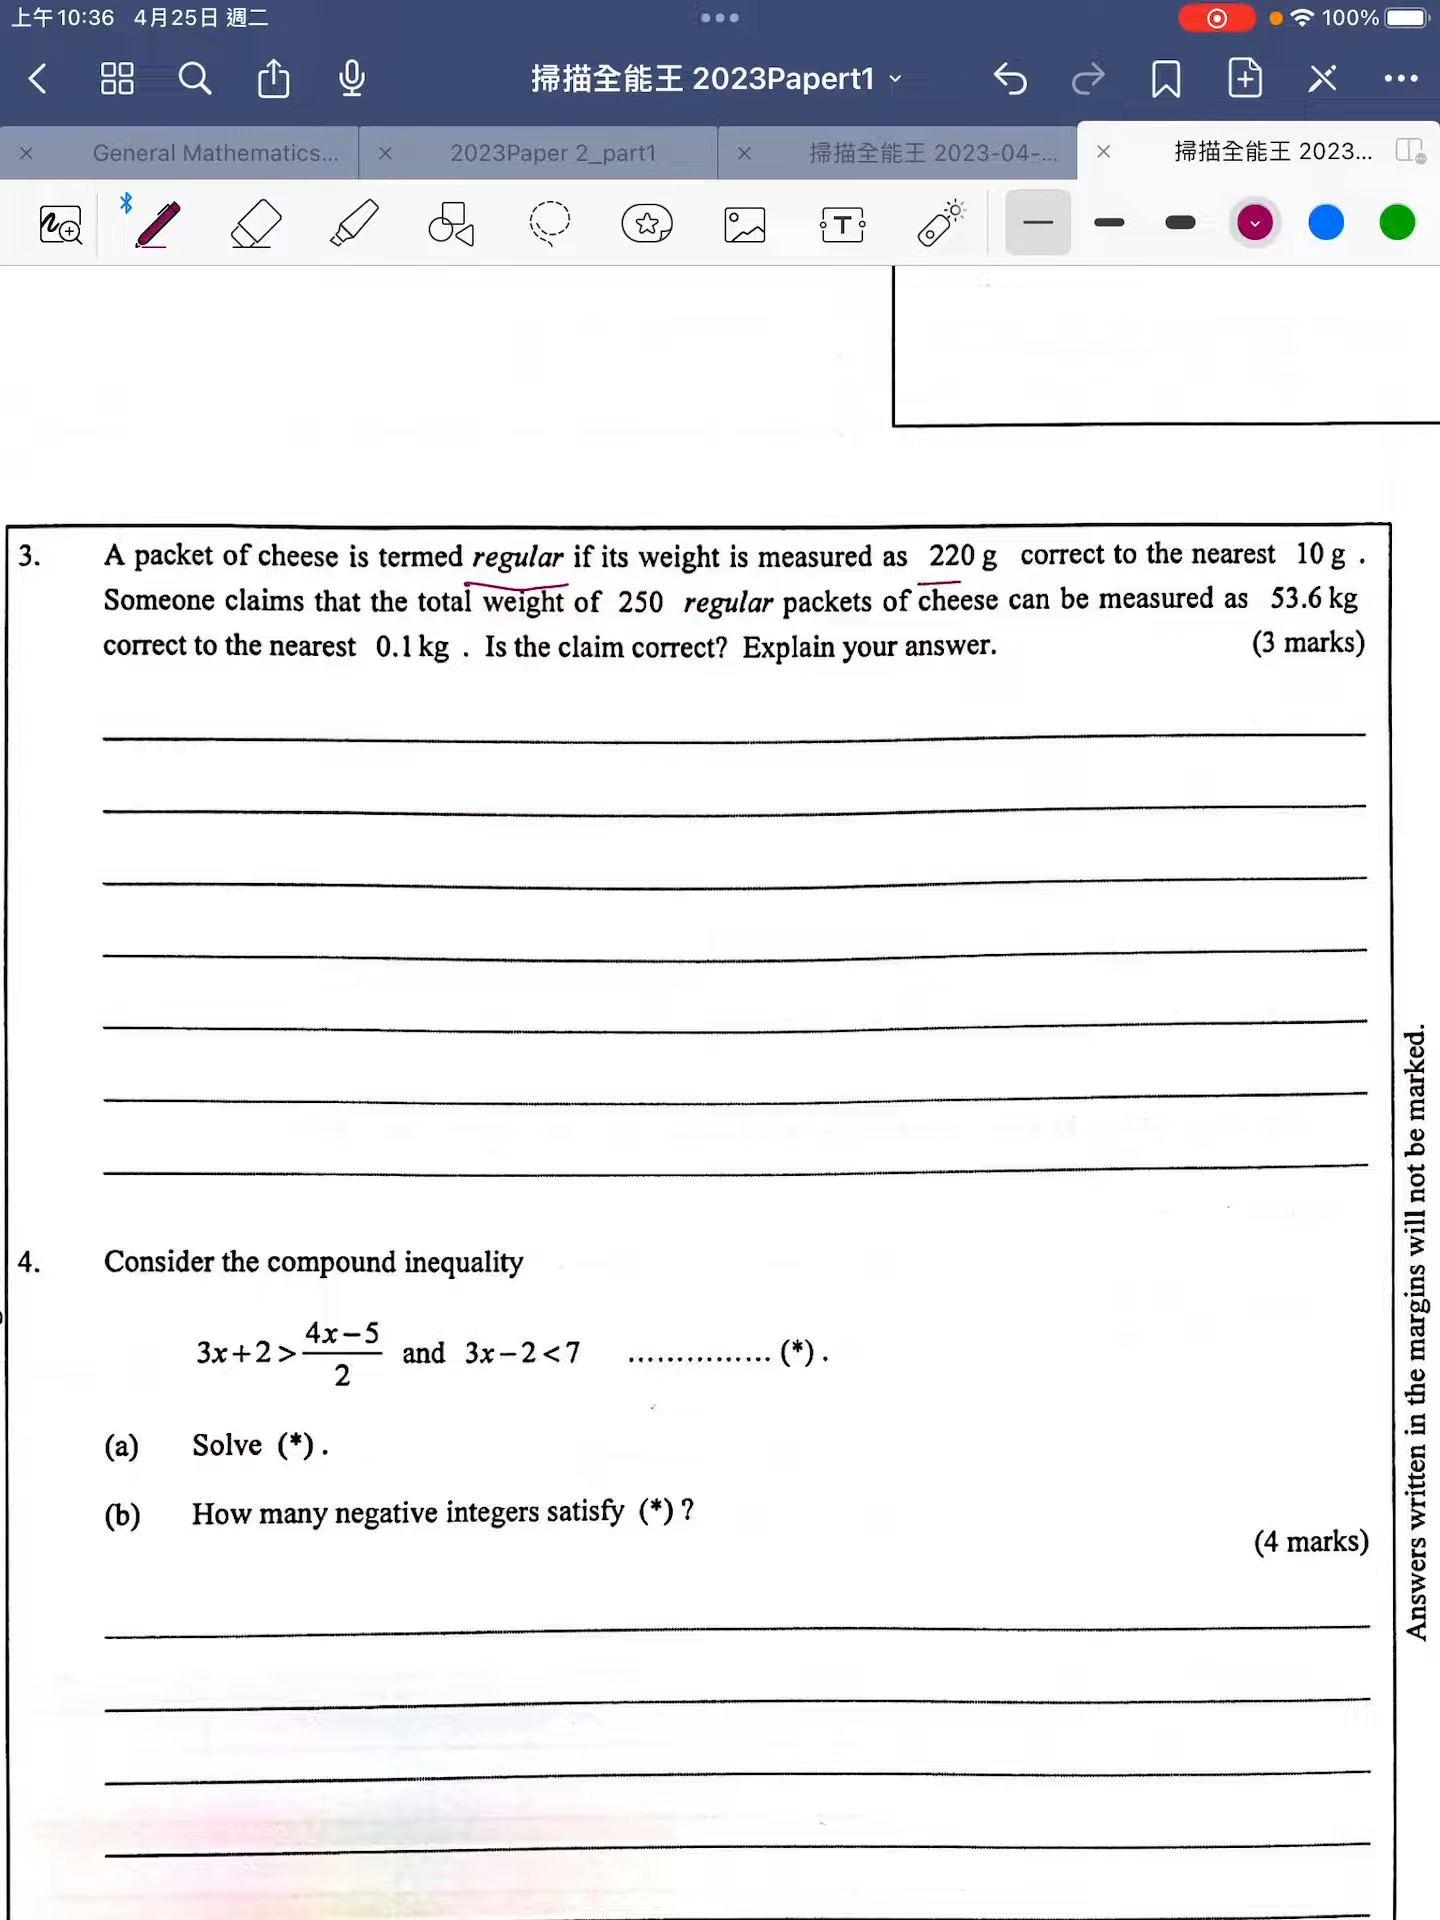 上午10:36 4月25日 週二
100%
掃描全能王 2023Papert1
General Mathematics...
2023Paper 2_part1
掃描全能王 2023-04-...
掃描全能王 2023...
T
3. A packet of cheese is termed regular if its weight is measured as 220 g correct to the nearest 10 g .
Someone claims that the total weight of 250 regular packets of cheese can be measured as 53.6 kg
correct to the nearest 0.1 kg . Is the claim correct? Explain your answer. (3 marks)
4. Consider the compound inequality
3x+2>(4x−5)/2 and 3x−2<7 ............... (*) .
(a) Solve (*) .
(b) How many negative integers satisfy (*) ?
(4 marks)
Answers written in the margins will not be marked.